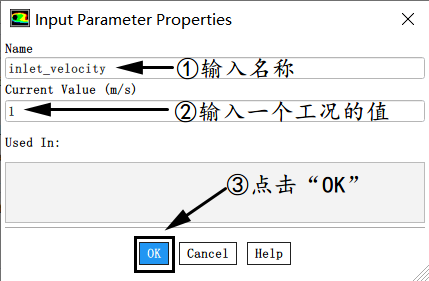 Input Parameter Properties
Name
inlet_velocity
①输入名称
Current Value (m/s)
1
②输入一个工况的值
Used In:
③点击“OK”
OK Cancel Help